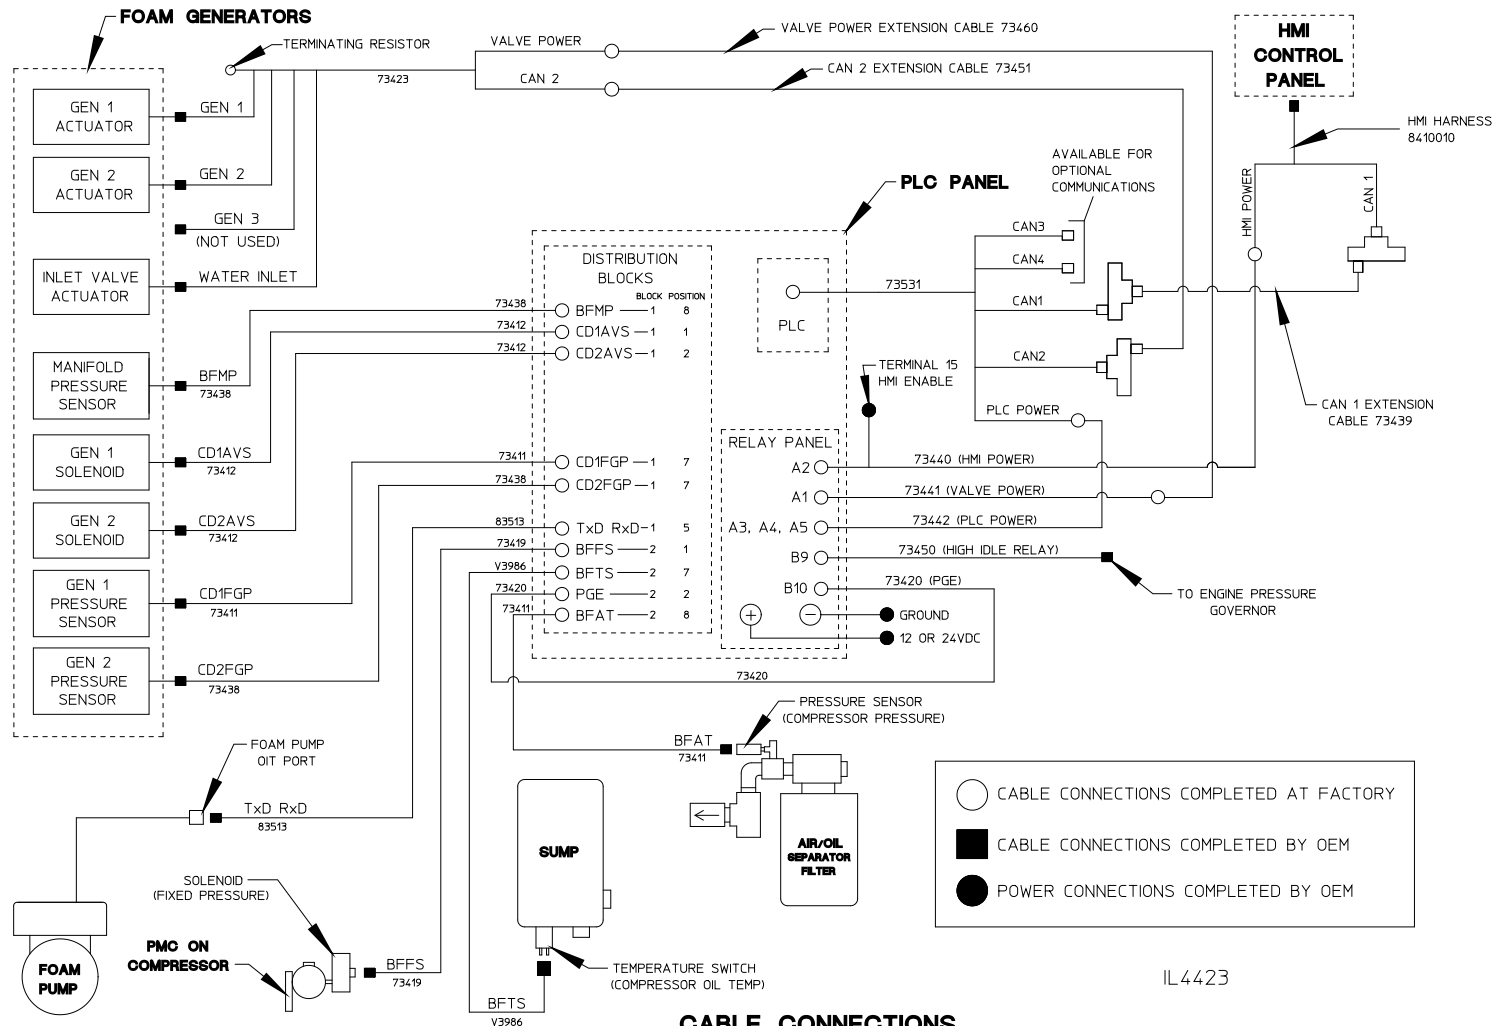 FOAM GENERATORS
TERMINATING RESISTOR
73423
VALVE POWER
CAN 2
VALVE POWER EXTENSION CABLE 73460
CAN 2 EXTENSION CABLE 73451
HMI
CONTROL
PANEL
HMI HARNESS
8410010
HMI POWER
CAN 1
GEN 1
ACTUATOR
GEN 1
GEN 2
ACTUATOR
GEN 2
GEN 3
(NOT USED)
INLET VALVE
ACTUATOR
WATER INLET
MANIFOLD
PRESSURE
SENSOR
BFMP
73438
GEN 1
SOLENOID
CD1AVS
73412
GEN 2
SOLENOID
CD2AVS
73412
GEN 1
PRESSURE
SENSOR
CD1FGP
73411
GEN 2
PRESSURE
SENSOR
CD2FGP
73438
PLC PANEL
DISTRIBUTION
BLOCKS
BLOCK POSITION
73438 BFMP 1 8
73412 CD1AVS 1 1
73412 CD2AVS 1 2
73411 CD1FGP 1 7
73438 CD2FGP 1 7
83513 TxD RxD 1 5
73419 BFFS 2 1
V3986 BFTS 2 7
73420 PGE 2 2
73411 BFAT 2 8
PLC
73531
AVAILABLE FOR
OPTIONAL
COMMUNICATIONS
CAN3
CAN4
CAN1
CAN2
PLC POWER
CAN 1 EXTENSION
CABLE 73439
TERMINAL 15
HMI ENABLE
RELAY PANEL
A2
73440 (HMI POWER)
A1
73441 (VALVE POWER)
A3, A4, A5
73442 (PLC POWER)
B9
73450 (HIGH IDLE RELAY)
B10
73420 (PGE)
TO ENGINE PRESSURE
GOVERNOR
+
−
GROUND
12 OR 24VDC
73420
FOAM PUMP
OIT PORT
TxD RxD
83513
FOAM
PUMP
SOLENOID
(FIXED PRESSURE)
PMC ON
COMPRESSOR
BFFS
73419
SUMP
TEMPERATURE SWITCH
(COMPRESSOR OIL TEMP)
BFTS
V3986
BFAT
73411
PRESSURE SENSOR
(COMPRESSOR PRESSURE)
AIR/OIL
SEPARATOR
FILTER
CABLE CONNECTIONS COMPLETED AT FACTORY
CABLE CONNECTIONS COMPLETED BY OEM
POWER CONNECTIONS COMPLETED BY OEM
IL4423
CABLE CONNECTIONS